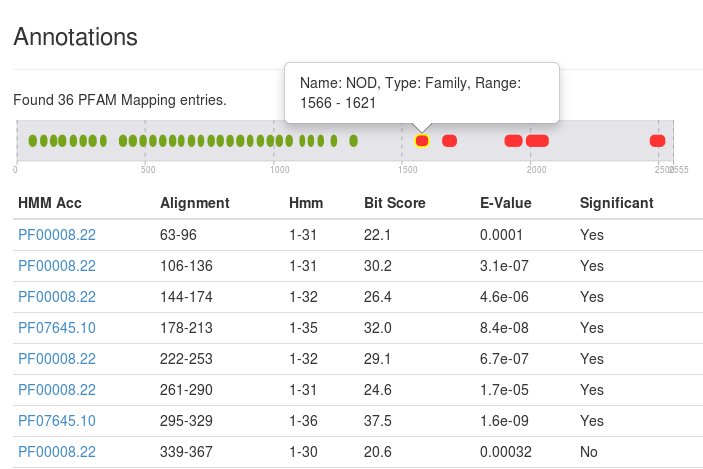 Annotations
Name: NOD, Type: Family, Range:
1566 - 1621
Found 36 PFAM Mapping entries.
0 500 1000 1500 2000 2500 2555
HMM Acc Alignment Hmm Bit Score E-Value Significant
PF00008.22 63-96 1-31 22.1 0.0001 Yes
PF00008.22 106-136 1-31 30.2 3.1e-07 Yes
PF00008.22 144-174 1-32 26.4 4.6e-06 Yes
PF07645.10 178-213 1-35 32.0 8.4e-08 Yes
PF00008.22 222-253 1-32 29.1 6.7e-07 Yes
PF00008.22 261-290 1-31 24.6 1.7e-05 Yes
PF07645.10 295-329 1-36 37.5 1.6e-09 Yes
PF00008.22 339-367 1-30 20.6 0.00032 No